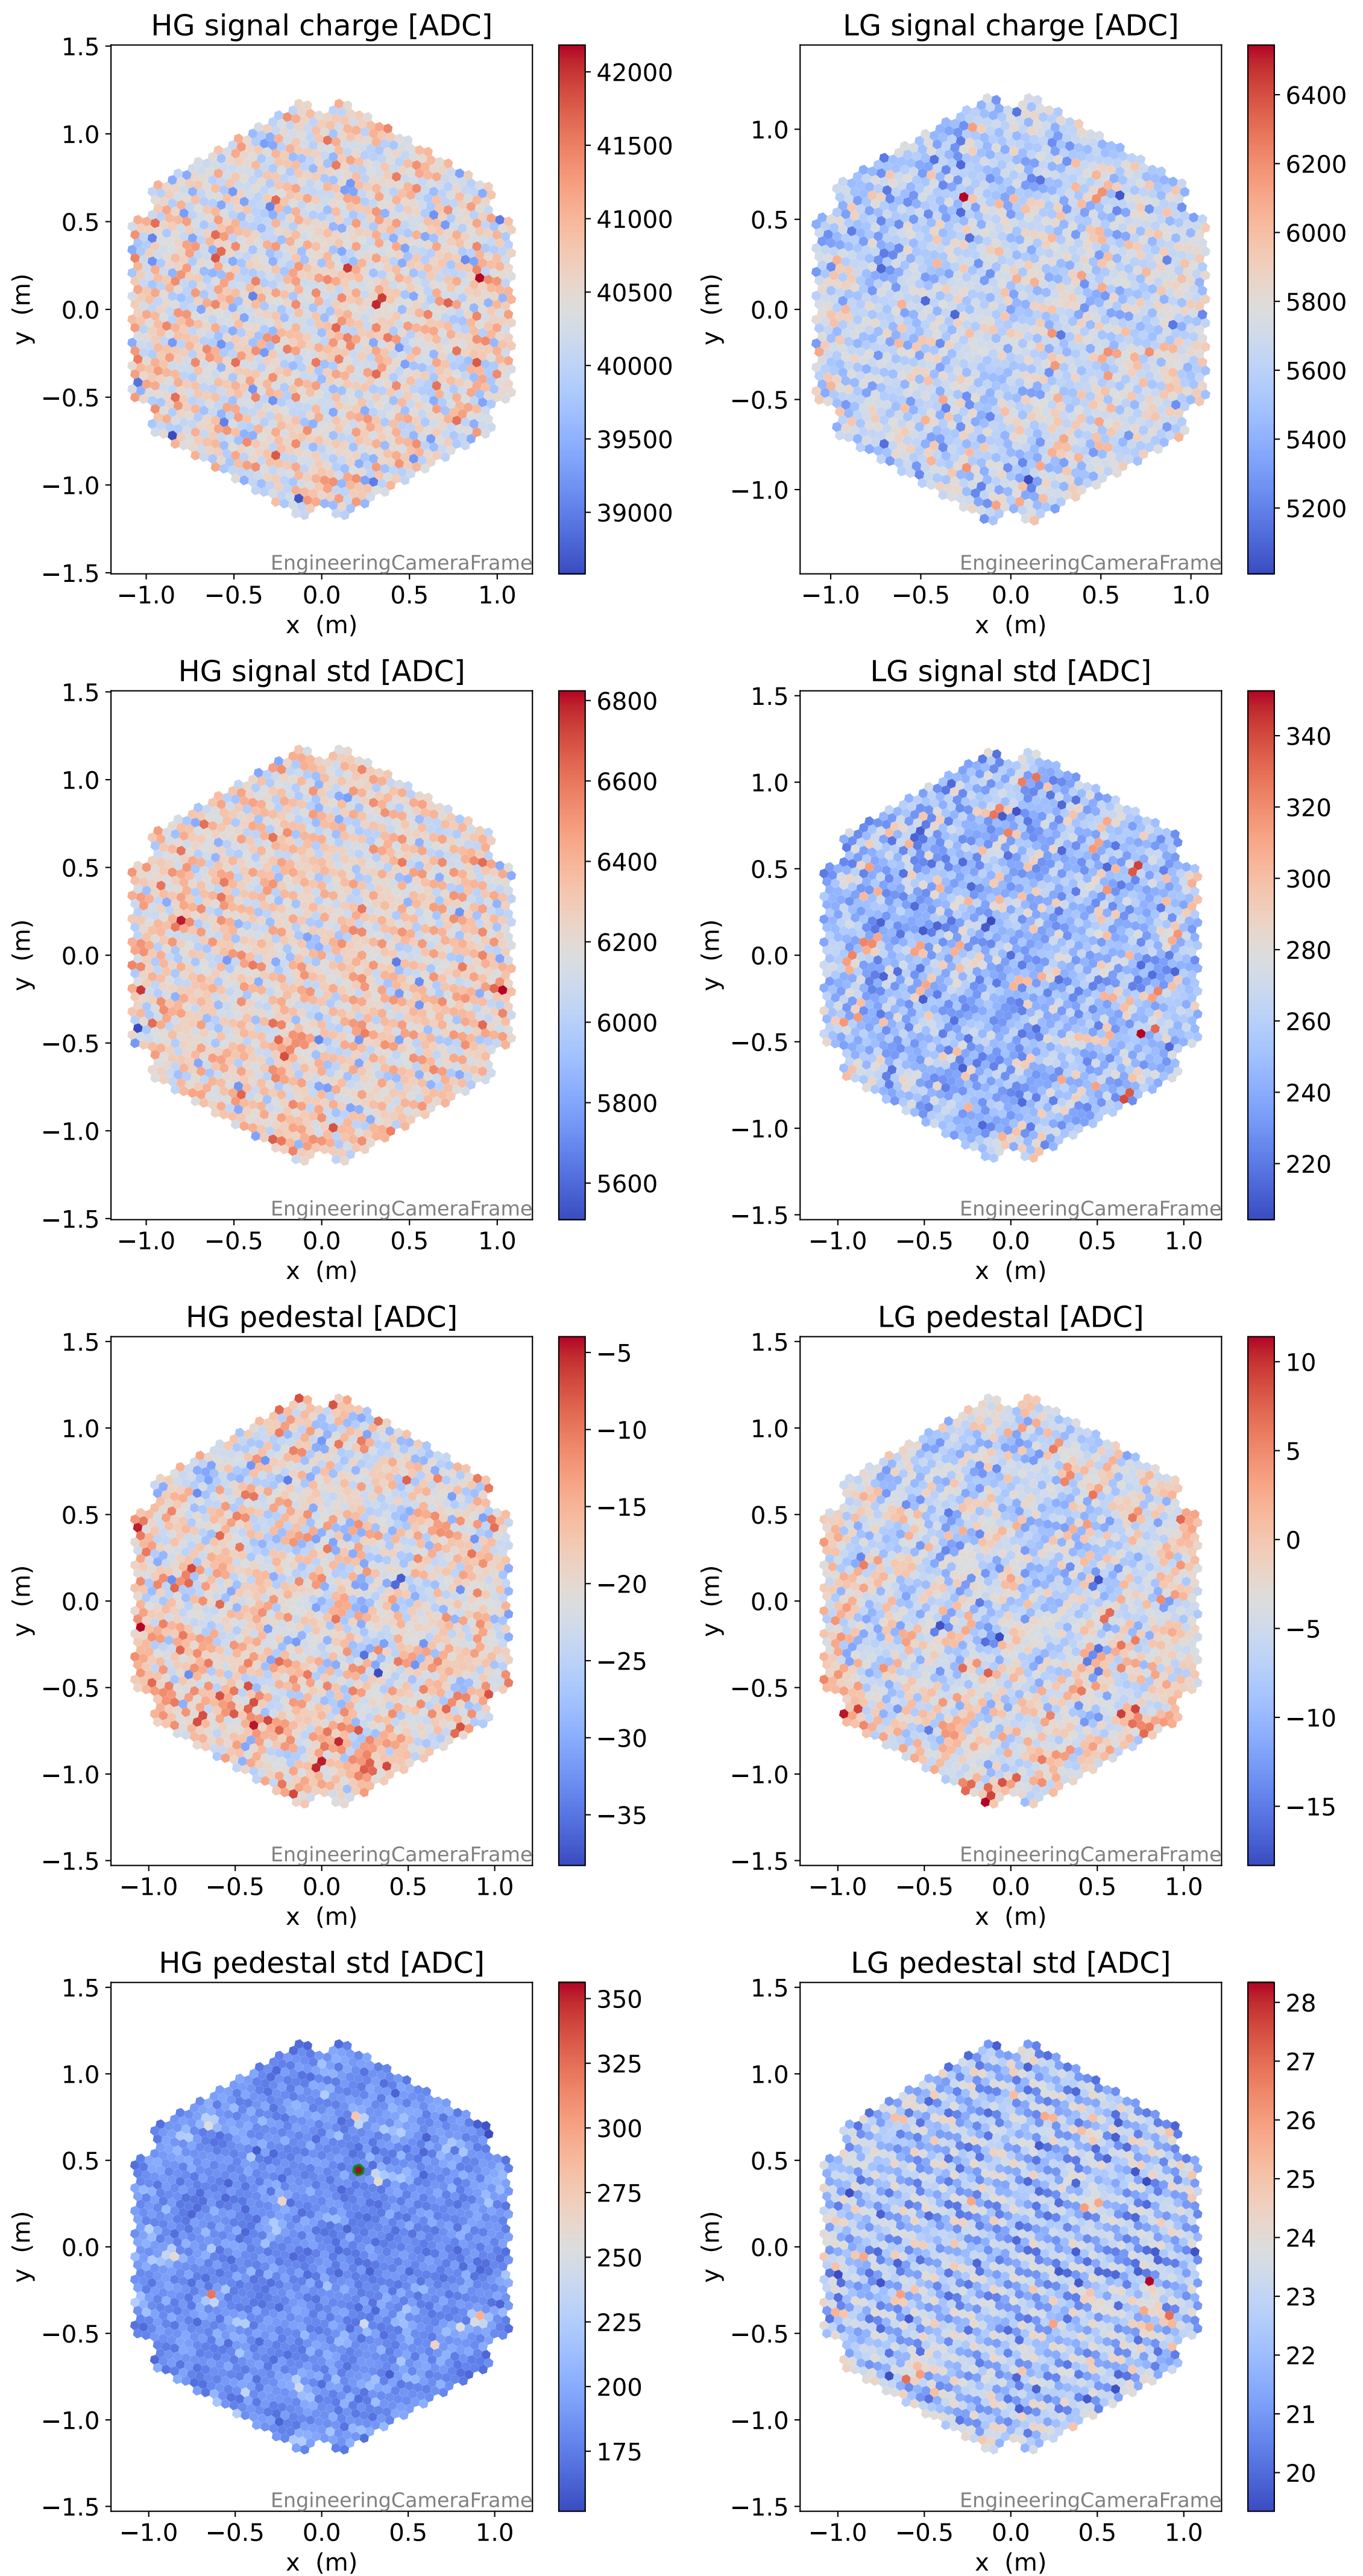 HG signal charge [ADC]
1.5
1.0
0.5
0.0
−0.5
−1.0
−1.5
y (m)
−1.0 −0.5 0.0 0.5 1.0
x (m)
EngineeringCameraFrame
42000
41500
41000
40500
40000
39500
39000
LG signal charge [ADC]
1.0
0.5
0.0
−0.5
−1.0
y (m)
−1.0 −0.5 0.0 0.5 1.0
x (m)
EngineeringCameraFrame
6400
6200
6000
5800
5600
5400
5200
HG signal std [ADC]
1.5
1.0
0.5
0.0
−0.5
−1.0
−1.5
y (m)
−1.0 −0.5 0.0 0.5 1.0
x (m)
EngineeringCameraFrame
6800
6600
6400
6200
6000
5800
5600
LG signal std [ADC]
1.5
1.0
0.5
0.0
−0.5
−1.0
−1.5
y (m)
−1.0 −0.5 0.0 0.5 1.0
x (m)
EngineeringCameraFrame
340
320
300
280
260
240
220
HG pedestal [ADC]
1.5
1.0
0.5
0.0
−0.5
−1.0
−1.5
y (m)
−1.0 −0.5 0.0 0.5 1.0
x (m)
EngineeringCameraFrame
−5
−10
−15
−20
−25
−30
−35
LG pedestal [ADC]
1.5
1.0
0.5
0.0
−0.5
−1.0
−1.5
y (m)
−1.0 −0.5 0.0 0.5 1.0
x (m)
EngineeringCameraFrame
10
5
0
−5
−10
−15
HG pedestal std [ADC]
1.5
1.0
0.5
0.0
−0.5
−1.0
−1.5
y (m)
−1.0 −0.5 0.0 0.5 1.0
x (m)
EngineeringCameraFrame
350
325
300
275
250
225
200
175
LG pedestal std [ADC]
1.5
1.0
0.5
0.0
−0.5
−1.0
−1.5
y (m)
−1.0 −0.5 0.0 0.5 1.0
x (m)
EngineeringCameraFrame
28
27
26
25
24
23
22
21
20